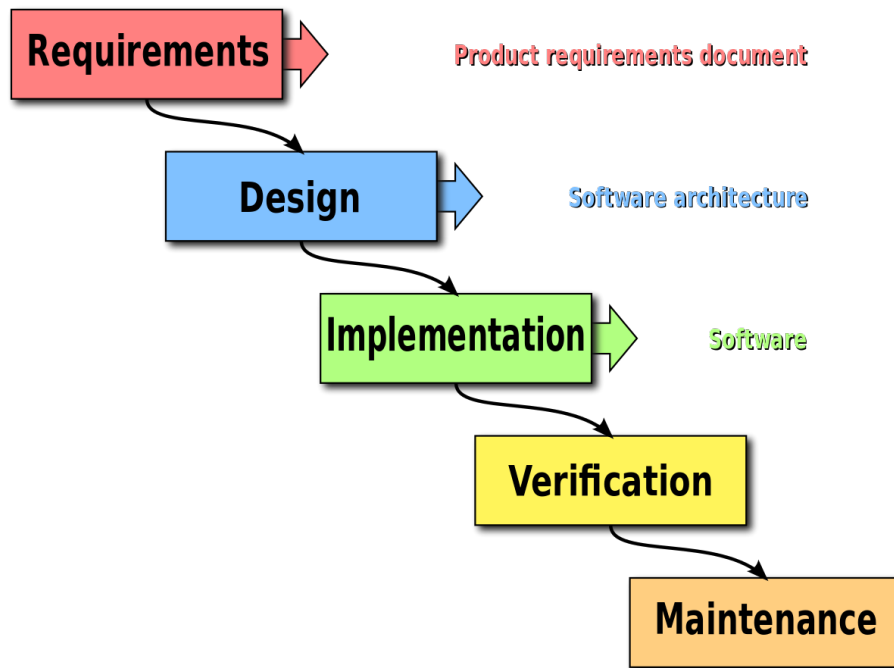 Requirements
Product requirements document
Design
Software architecture
Implementation
Software
Verification
Maintenance